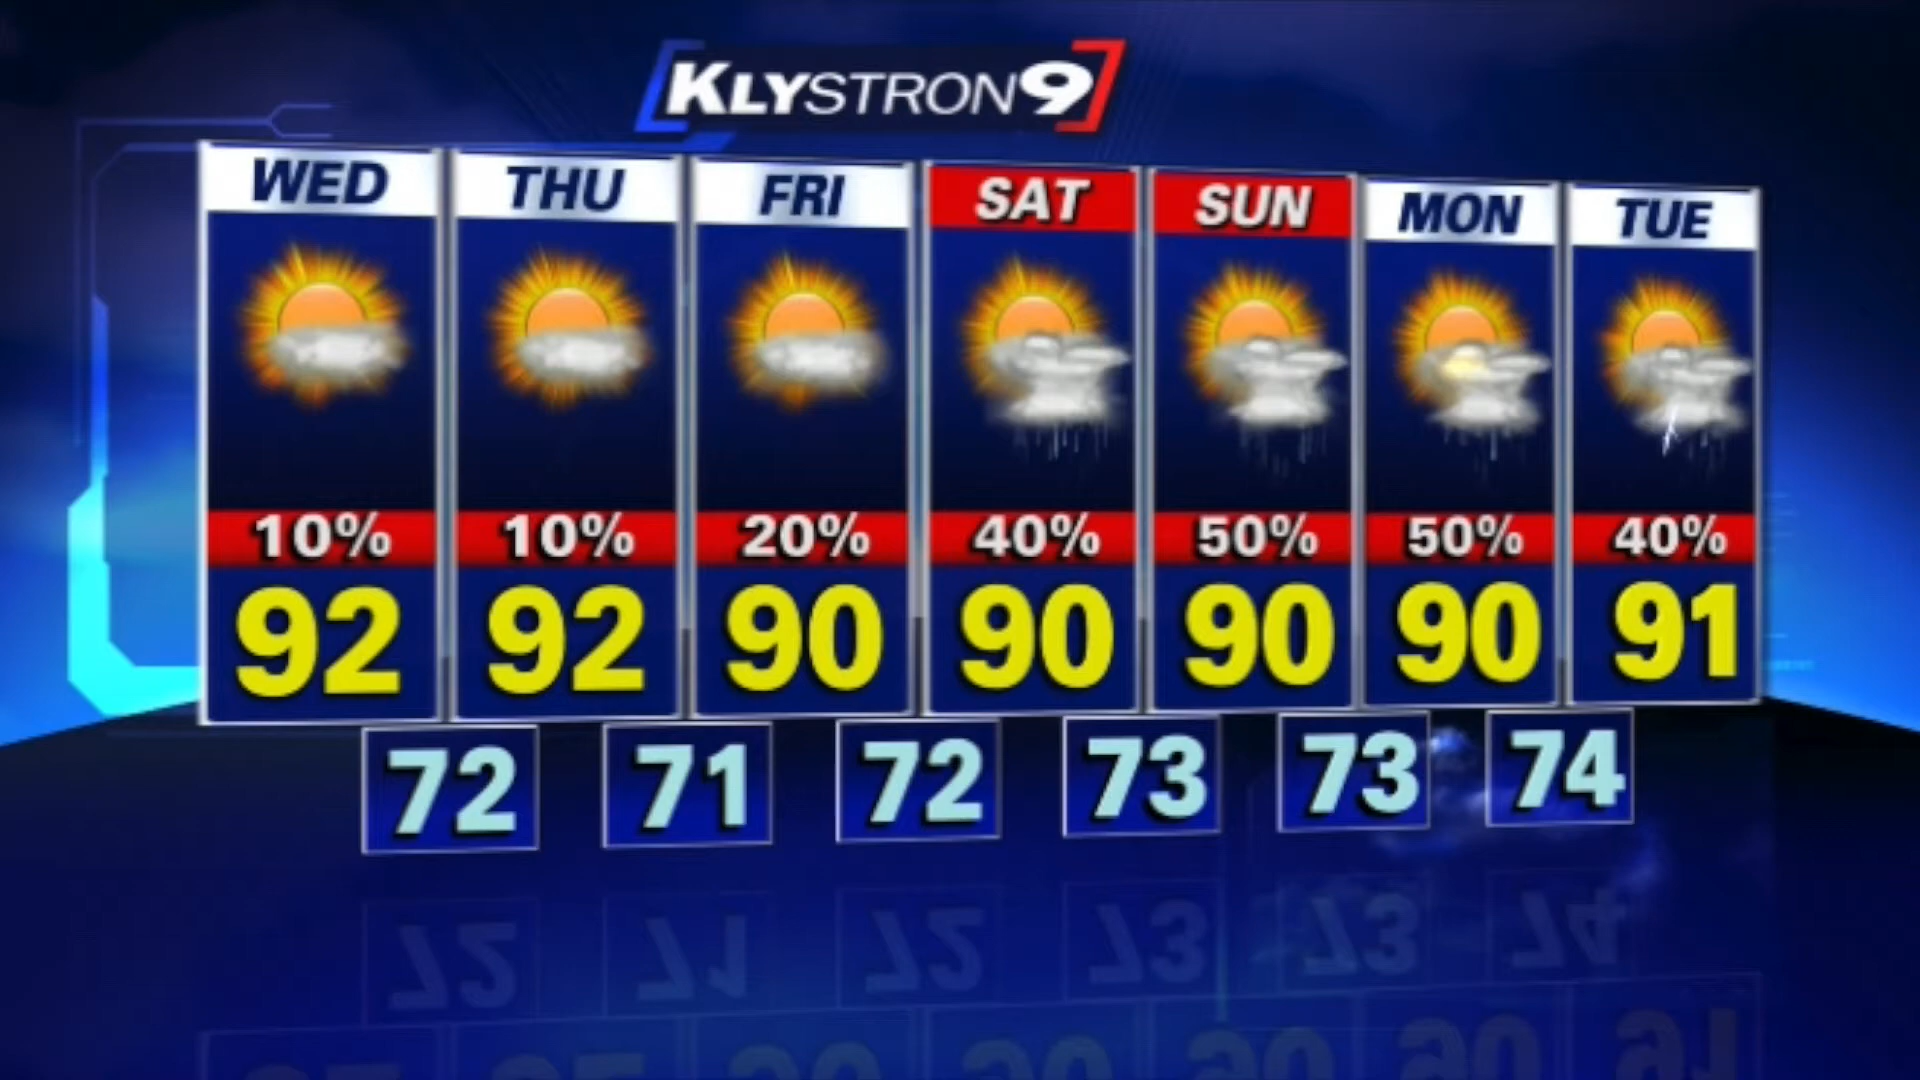 KLYSTRON9
WED THU FRI SAT SUN MON TUE
10% 10% 20% 40% 50% 50% 40%
92 92 90 90 90 90 91
72 71 72 73 73 74